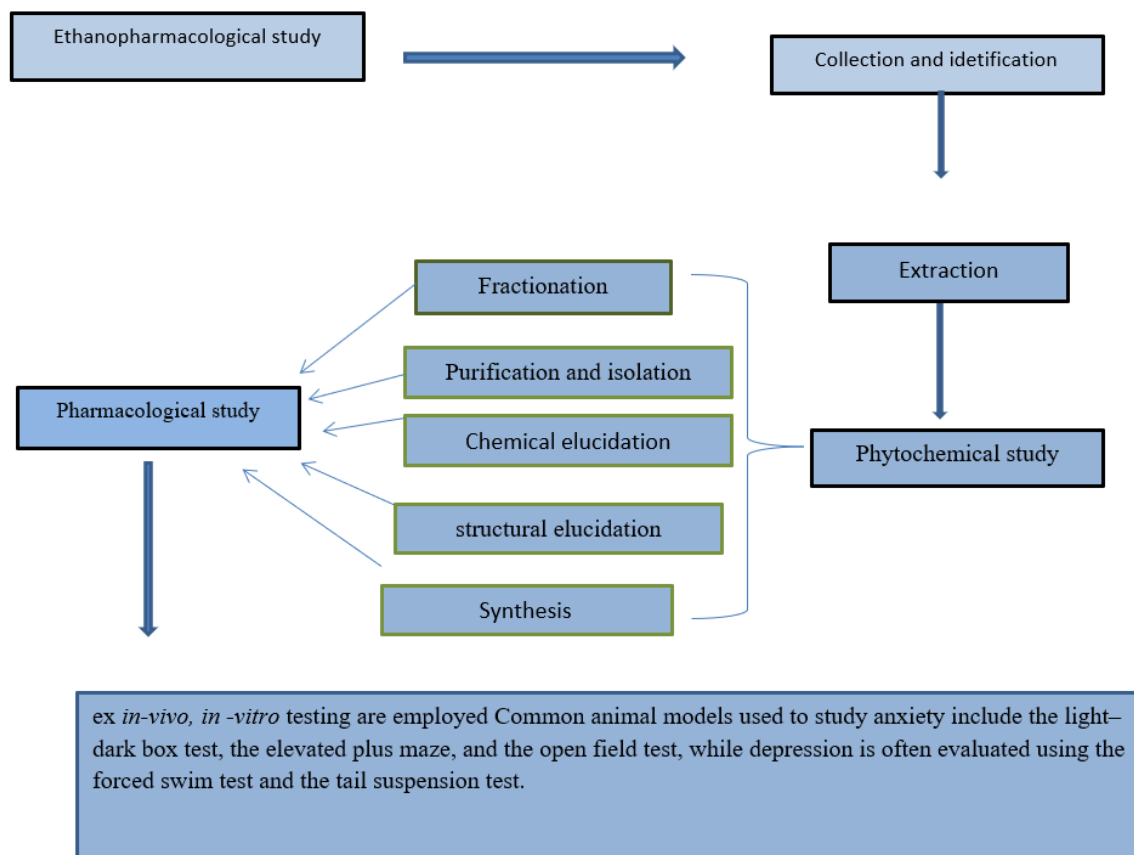 Ethanopharmacological study
Collection and idetification
Extraction
Fractionation
Purification and isolation
Pharmacological study
Chemical elucidation
Phytochemical study
structural elucidation
Synthesis
ex in-vivo, in -vitro testing are employed Common animal models used to study anxiety include the light–
dark box test, the elevated plus maze, and the open field test, while depression is often evaluated using the
forced swim test and the tail suspension test.